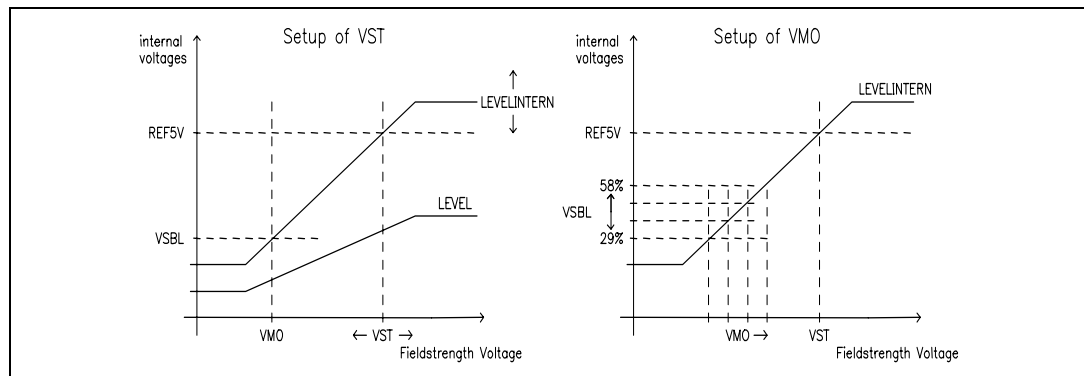 Setup of VST
internal
voltages
LEVELINTERN
REF5V
LEVEL
VSBL
VMO
← VST →
Fieldstrength Voltage
Setup of VMO
internal
voltages
LEVELINTERN
REF5V
58%
VSBL
29%
VMO →
VST
Fieldstrength Voltage